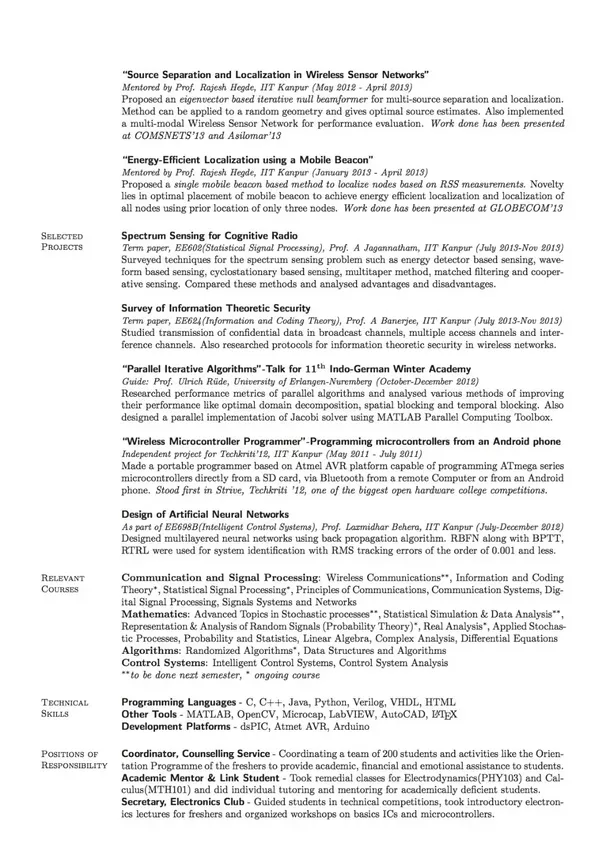 “Source Separation and Localization in Wireless Sensor Networks”
Mentored by Prof. Rajesh Hegde, IIT Kanpur (May 2012 - April 2013)
Proposed an eigenvector based iterative null beamformer for multi-source separation and localization.
Method can be applied to a random geometry and gives optimal source estimates. Also implemented
a multi-modal Wireless Sensor Network for performance evaluation. Work done has been presented
at COMSNETS’13 and Asilomar’13
“Energy-Efficient Localization using a Mobile Beacon”
Mentored by Prof. Rajesh Hegde, IIT Kanpur (January 2013 - April 2013)
Proposed a single mobile beacon based method to localize nodes based on RSS measurements. Novelty
lies in optimal placement of mobile beacon to achieve energy efficient localization and localization of
all nodes using prior location of only three nodes. Work done has been presented at GLOBECOM’13
Selected
Projects
Spectrum Sensing for Cognitive Radio
Term paper, EE602(Statistical Signal Processing), Prof. A Jagannatham, IIT Kanpur (July 2013-Nov 2013)
Surveyed techniques for the spectrum sensing problem such as energy detector based sensing, wave-
form based sensing, cyclostationary based sensing, multitaper method, matched filtering and cooper-
ative sensing. Compared these methods and analysed advantages and disadvantages.
Survey of Information Theoretic Security
Term paper, EE624(Information and Coding Theory), Prof. A Banerjee, IIT Kanpur (July 2013-Nov 2013)
Studied transmission of confidential data in broadcast channels, multiple access channels and inter-
ference channels. Also researched protocols for information theoretic security in wireless networks.
“Parallel Iterative Algorithms”-Talk for 11th Indo-German Winter Academy
Guide: Prof. Ulrich Rüde, University of Erlangen-Nuremberg (October-December 2012)
Researched performance metrics of parallel algorithms and analysed various methods of improving
their performance like optimal domain decomposition, spatial blocking and temporal blocking. Also
designed a parallel implementation of Jacobi solver using MATLAB Parallel Computing Toolbox.
“Wireless Microcontroller Programmer”-Programming microcontrollers from an Android phone
Independent project for Techkriti’12, IIT Kanpur (May 2011 - July 2011)
Made a portable programmer based on Atmel AVR platform capable of programming ATmega series
microcontrollers directly from a SD card, via Bluetooth from a remote Computer or from an Android
phone. Stood first in Strive, Techkriti ’12, one of the biggest open hardware college competitions.
Design of Artificial Neural Networks
As part of EE698B(Intelligent Control Systems), Prof. Laxmidhar Behera, IIT Kanpur (July-December 2012)
Designed multilayered neural networks using back propagation algorithm. RBFN along with BPTT,
RTRL were used for system identification with RMS tracking errors of the order of 0.001 and less.
Relevant
Courses
Communication and Signal Processing: Wireless Communications**, Information and Coding
Theory*, Statistical Signal Processing*, Principles of Communications, Communication Systems, Dig-
ital Signal Processing, Signals Systems and Networks
Mathematics: Advanced Topics in Stochastic processes**, Statistical Simulation & Data Analysis**,
Representation & Analysis of Random Signals (Probability Theory)*, Real Analysis*, Applied Stochas-
tic Processes, Probability and Statistics, Linear Algebra, Complex Analysis, Differential Equations
Algorithms: Randomized Algorithms*, Data Structures and Algorithms
Control Systems: Intelligent Control Systems, Control System Analysis
**to be done next semester, * ongoing course
Technical
Skills
Programming Languages - C, C++, Java, Python, Verilog, VHDL, HTML
Other Tools - MATLAB, OpenCV, Microcap, LabVIEW, AutoCAD, LATEX
Development Platforms - dsPIC, Atmet AVR, Arduino
Positions of
Responsibility
Coordinator, Counselling Service - Coordinating a team of 200 students and activities like the Orien-
tation Programme of the freshers to provide academic, financial and emotional assistance to students.
Academic Mentor & Link Student - Took remedial classes for Electrodynamics(PHY103) and Cal-
culus(MTH101) and did individual tutoring and mentoring for academically deficient students.
Secretary, Electronics Club - Guided students in technical competitions, took introductory electron-
ics lectures for freshers and organized workshops on basics ICs and microcontrollers.